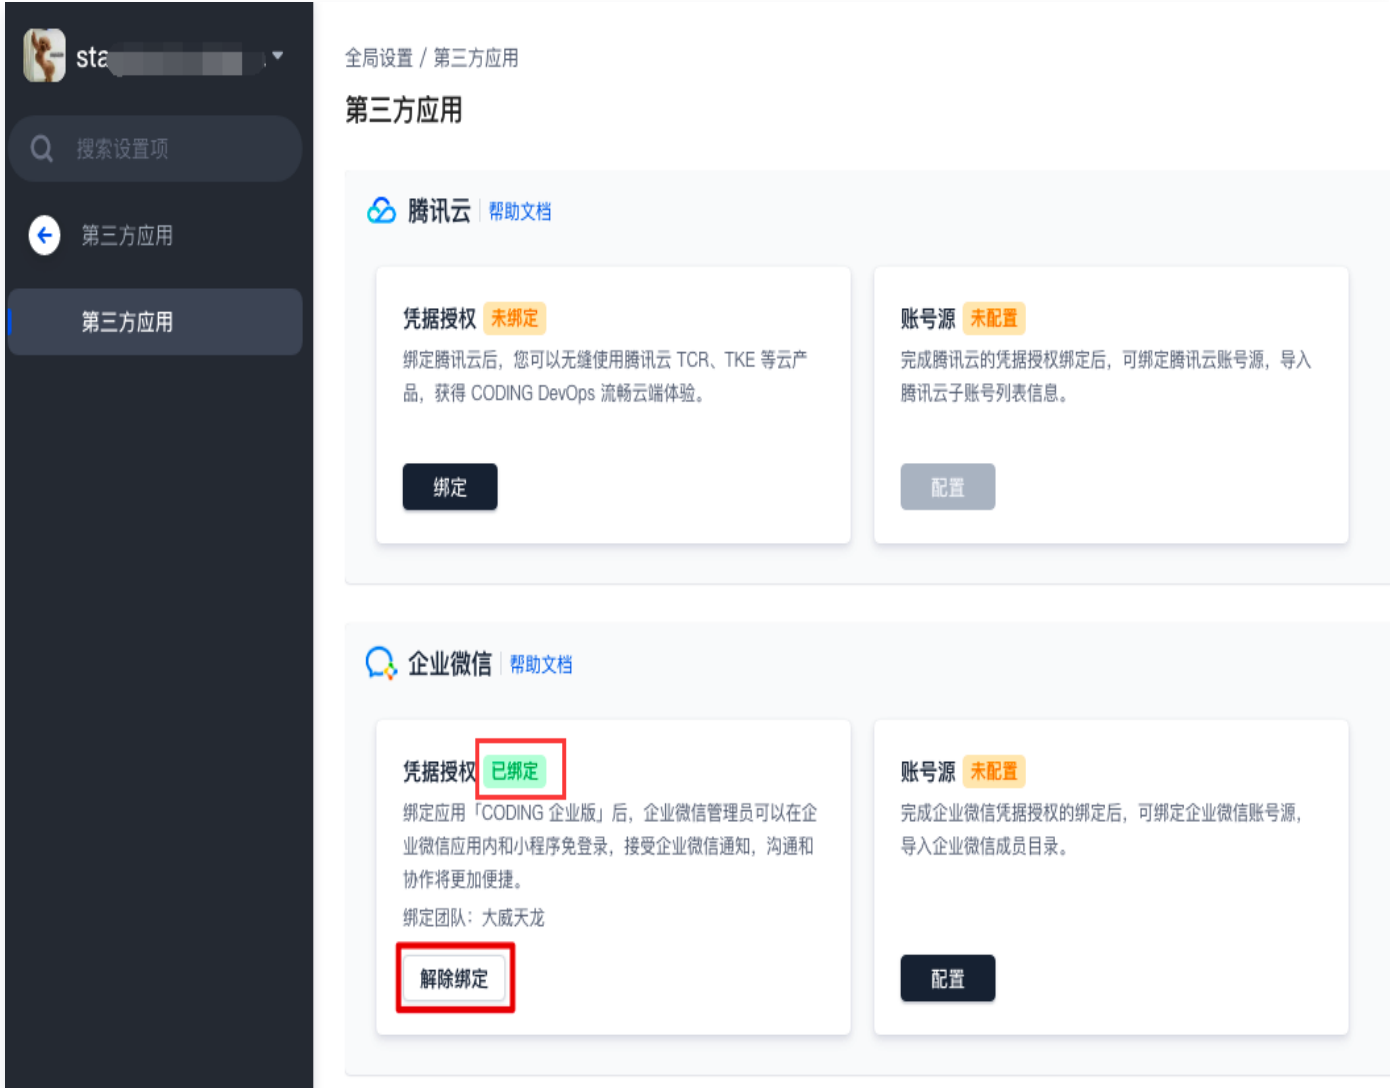 sta
搜索设置项
第三方应用
第三方应用
全局设置 / 第三方应用
第三方应用
腾讯云 帮助文档
凭据授权 未绑定
绑定腾讯云后，您可以无缝使用腾讯云 TCR、TKE 等云产
品，获得 CODING DevOps 流畅云端体验。
绑定
账号源 未配置
完成腾讯云的凭据授权绑定后，可绑定腾讯云账号源，导入
腾讯云子账号列表信息。
配置
企业微信 帮助文档
凭据授权 已绑定
绑定应用「CODING 企业版」后，企业微信管理员可以在企
业微信应用内和小程序免登录，接受企业微信通知，沟通和
协作将更加便捷。
绑定团队：大威天龙
解除绑定
账号源 未配置
完成企业微信凭据授权的绑定后，可绑定企业微信账号源，
导入企业微信成员目录。
配置